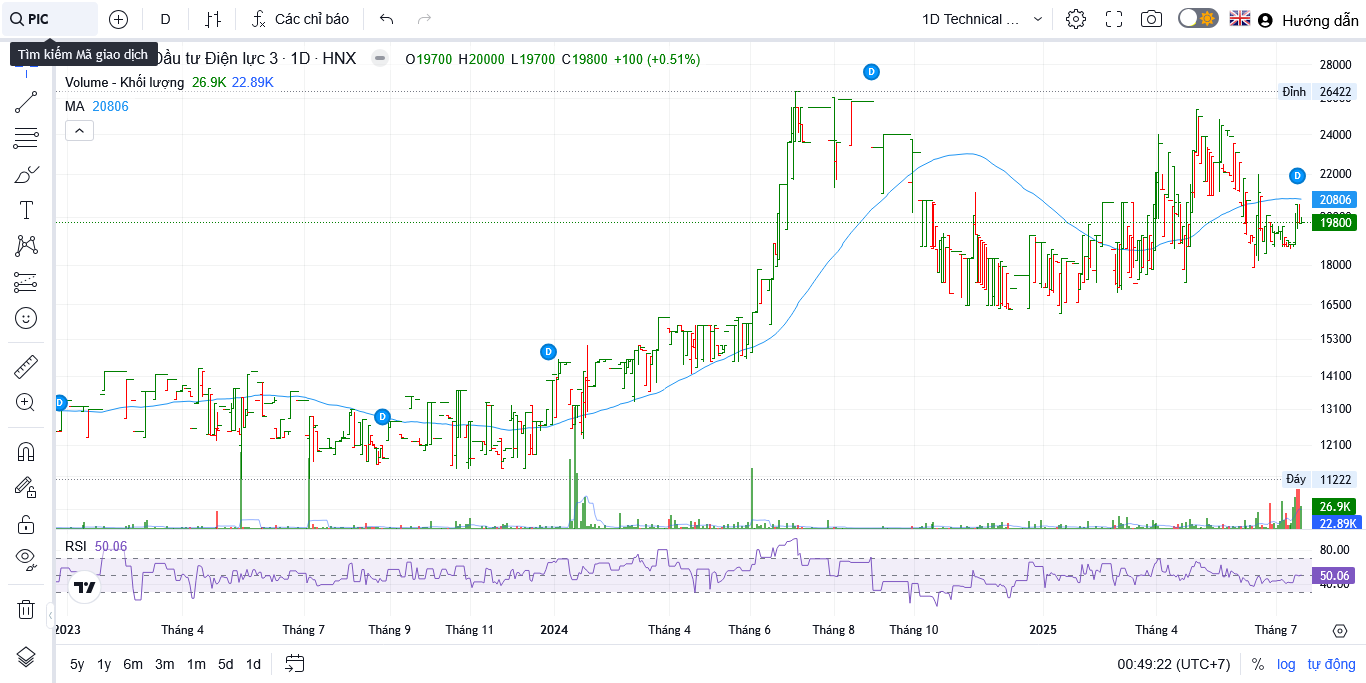 PIC
D
Các chỉ báo
1D Technical ...
Hướng dẫn
Tìm kiếm Mã giao dịch
Đầu tư Điện lực 3 · 1D · HNX
O19700 H20000 L19700 C19800 +100 (+0.51%)
Volume - Khối lượng 26.9K 22.89K
MA 20806
28000
Đỉnh 26422
24000
22000
20806
19800
18000
16500
15300
14100
13100
12100
Đáy 11222
26.9K
22.89K
D
D
D
D
D
RSI 50.06
80.00
50.06
40.00
2023
Tháng 4
Tháng 7
Tháng 9
Tháng 11
2024
Tháng 4
Tháng 6
Tháng 8
Tháng 10
2025
Tháng 4
Tháng 7
5y 1y 6m 3m 1m 5d 1d
00:49:22 (UTC+7)
% log tự động